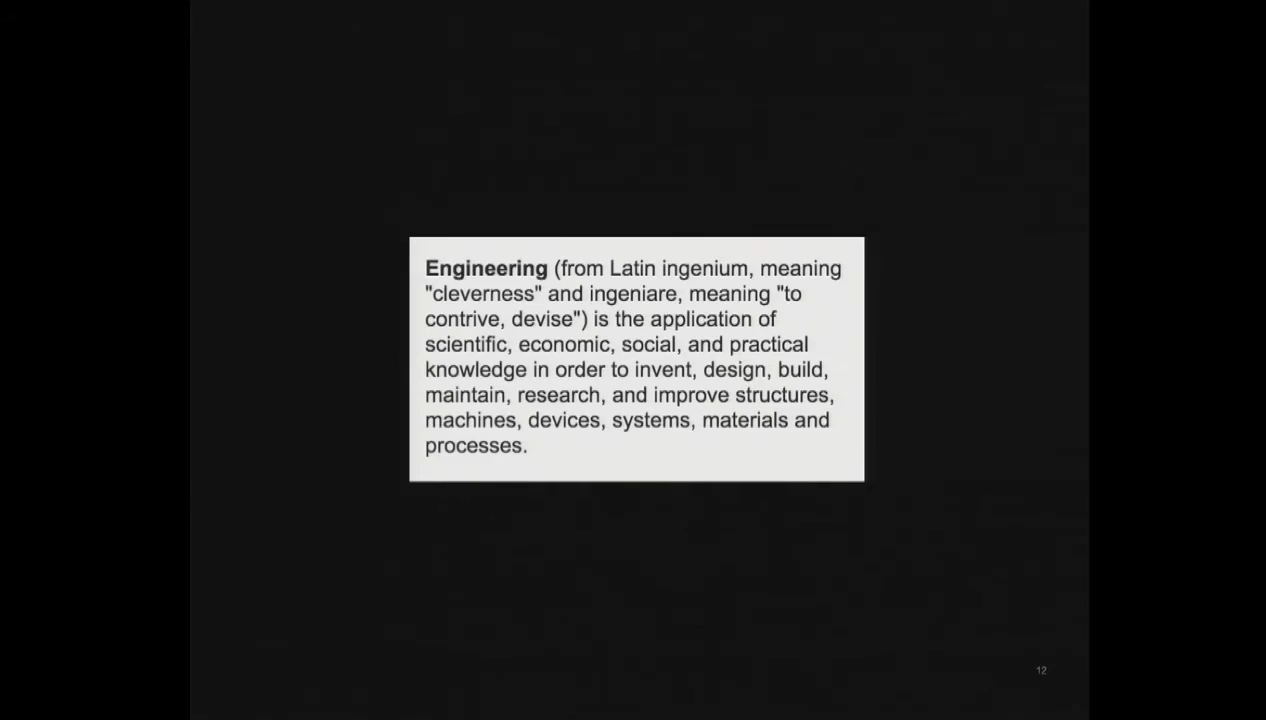 Engineering (from Latin ingenium, meaning
"cleverness" and ingeniare, meaning "to
contrive, devise") is the application of
scientific, economic, social, and practical
knowledge in order to invent, design, build,
maintain, research, and improve structures,
machines, devices, systems, materials and
processes.
12